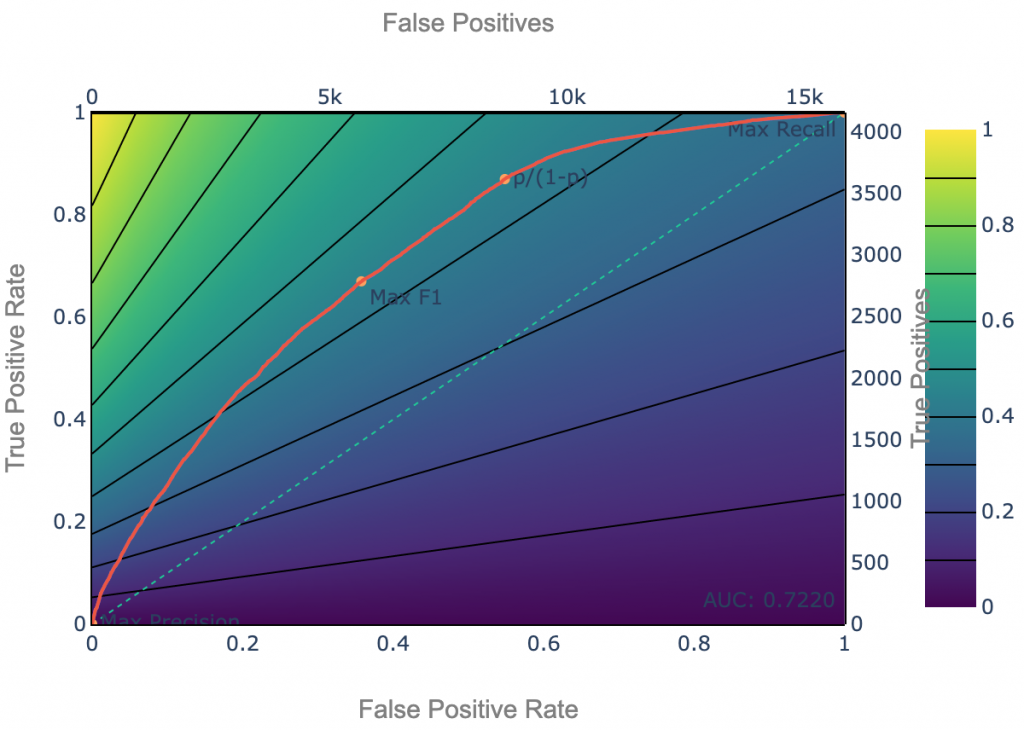 False Positives
0
5k
10k
15k
1
0.8
0.6
0.4
0.2
0
True Positive Rate
Max Recall
p/(1-p)
Max F1
AUC: 0.7220
Max Precision
4000
3500
3000
2500
2000
1500
1000
500
0
True Positives
1
0.8
0.6
0.4
0.2
0
0
0.2
0.4
0.6
0.8
1
False Positive Rate